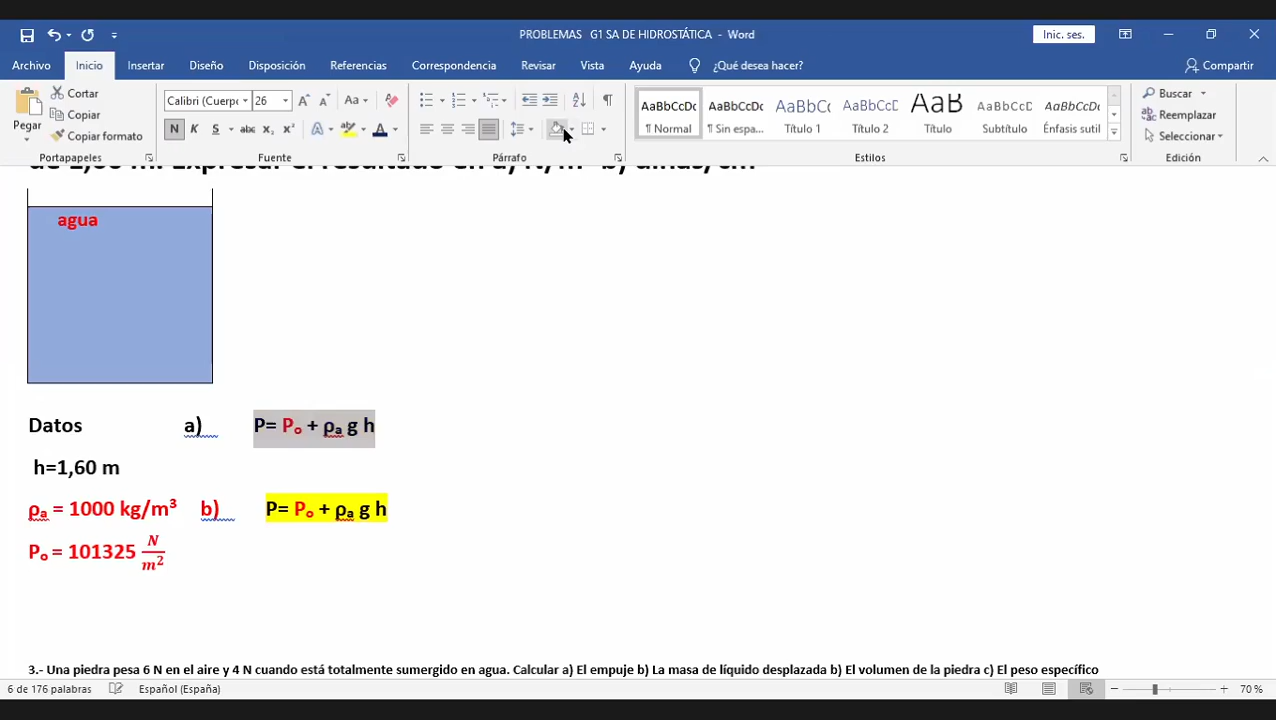 PROBLEMAS G1 SA DE HIDROSTÁTICA - Word
Inic. ses.
Archivo Inicio Insertar Diseño Disposición Referencias Correspondencia Revisar Vista Ayuda ¿Qué desea hacer? Compartir
Pegar
Cortar
Copiar
Copiar formato
Portapapeles
Calibri (Cuerpo 26
Aa
N K S abc x₂ x²
Fuente
Párrafo
AaBbCcDc AaBbCcDc AaBbCc AaBbCcD AaB AaBbCcD AaBbCcDc
¶ Normal ¶ Sin espa... Título 1 Título 2 Título Subtítulo Énfasis sutil
Estilos
Buscar
Reemplazar
Seleccionar
Edición
agua
Datos a) P= Pₒ + ρₐ g h
h=1,60 m
ρₐ = 1000 kg/m³ b) P= Pₒ + ρₐ g h
Pₒ = 101325 N/m²
3.- Una piedra pesa 6 N en el aire y 4 N cuando está totalmente sumergido en agua. Calcular a) El empuje b) La masa de líquido desplazada b) El volumen de la piedra c) El peso específico
6 de 176 palabras Español (España) 70 %